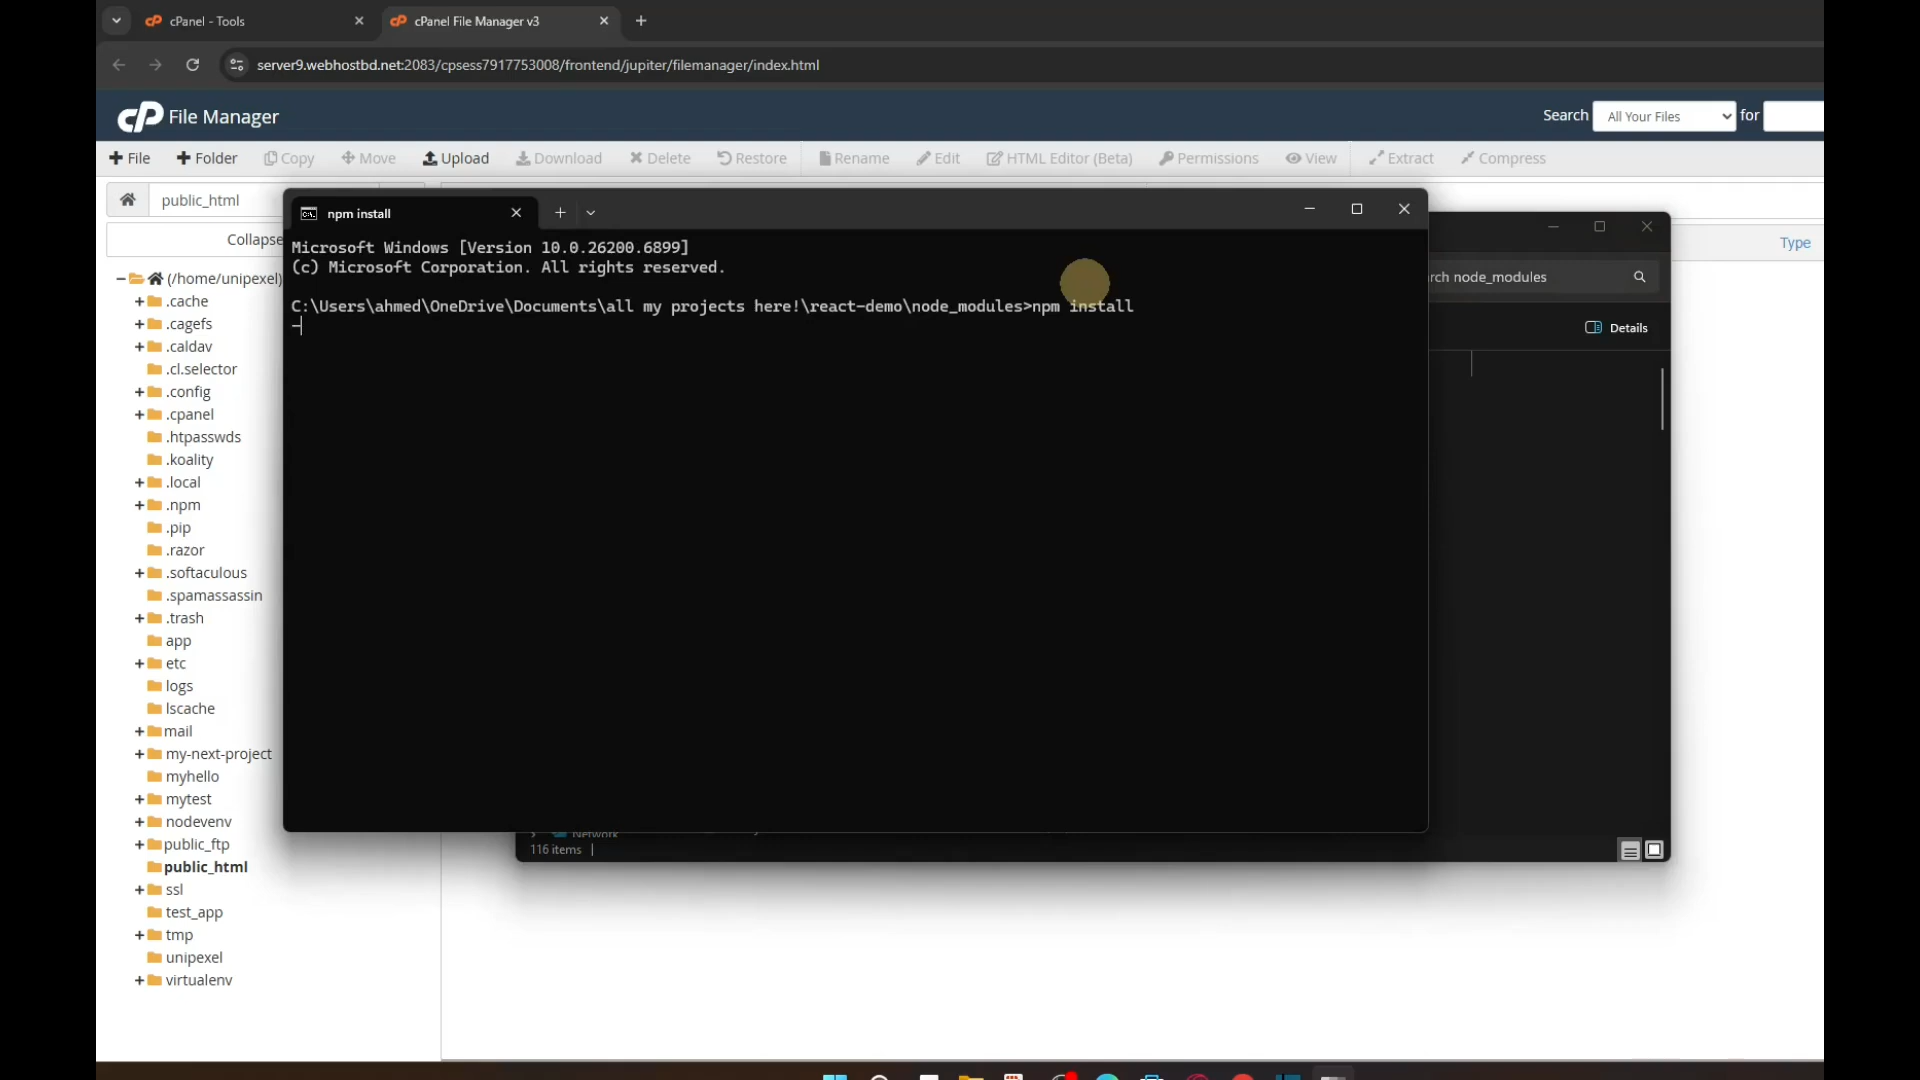 cPanel - Tools
cPanel File Manager v3
server9.webhostbd.net:2083/cpsess7917753008/frontend/jupiter/filemanager/index.html
cP File Manager
Search All Your Files for
+ File + Folder Copy Move Upload Download Delete Restore Rename Edit HTML Editor (Beta) Permissions View Extract Compress
public_html
Collapse
Type
npm install
Microsoft Windows [Version 10.0.26200.6899]
(c) Microsoft Corporation. All rights reserved.
C:\Users\ahmed\OneDrive\Documents\all my projects here!\react-demo\node_modules>npm install
-
rch node_modules
Details
(/home/unipexel)
.cache
.cagefs
.caldav
.cl.selector
.config
.cpanel
.htpasswds
.koality
.local
.npm
.pip
.razor
.softaculous
.spamassassin
.trash
app
etc
logs
lscache
mail
my-next-project
myhello
mytest
nodevenv
public_ftp
public_html
ssl
test_app
tmp
unipexel
virtualenv
Network
116 items